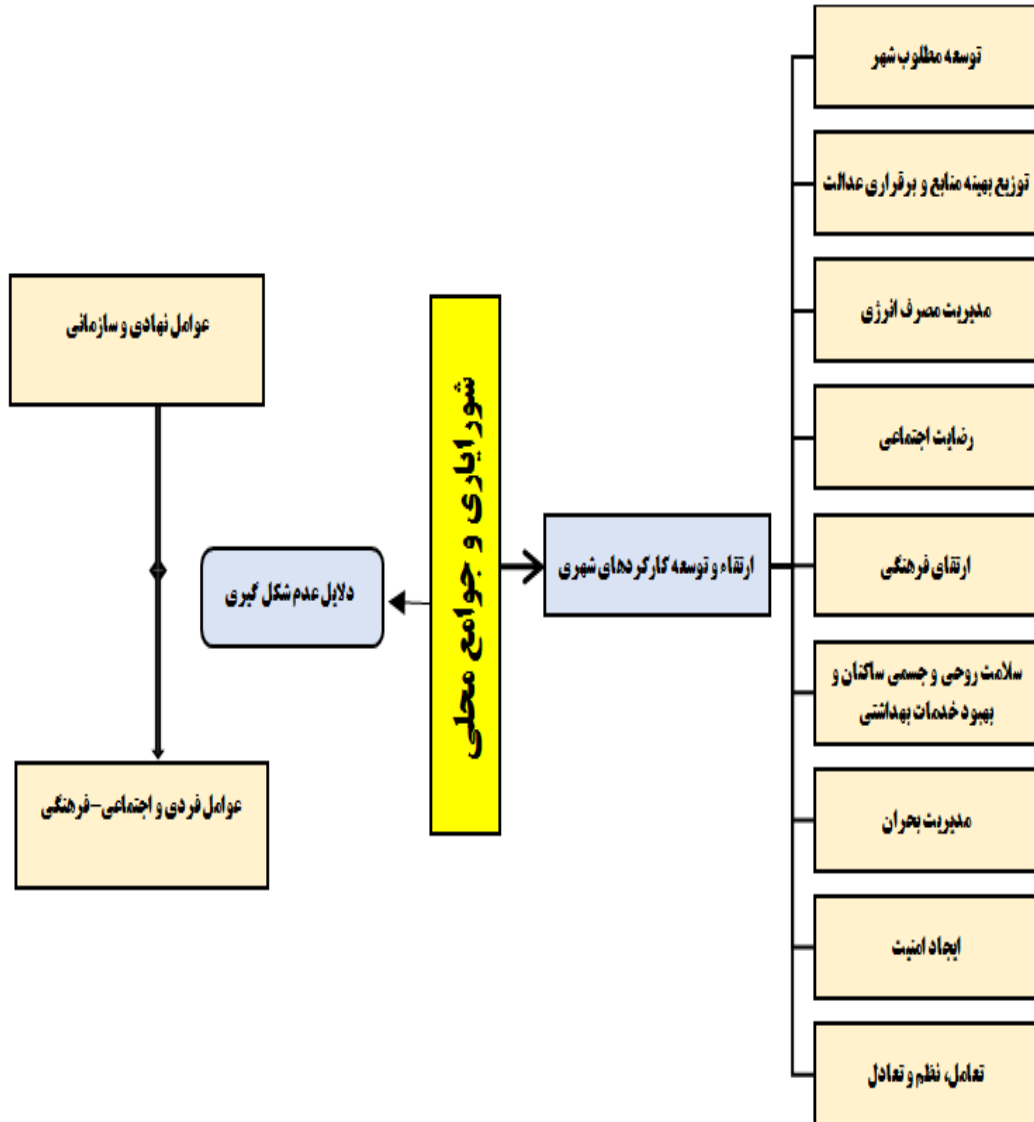 توسعه مطلوب شهر
توزیع بهینه منابع و برقراری عدالت
مدیریت مصرف انرژی
رضایت اجتماعی
ارتقای فرهنگی
سلامت روحی و جسمی ساکنان و
بهبود خدمات بهداشتی
مدیریت بحران
ایجاد امنیت
تعامل، نظم و تعادل
ارتقاء و توسعه کارکردهای شهری
شورایاری و جوامع محلی
دلایل عدم شکل گیری
عوامل نهادی و سازمانی
عوامل فردی و اجتماعی-فرهنگی